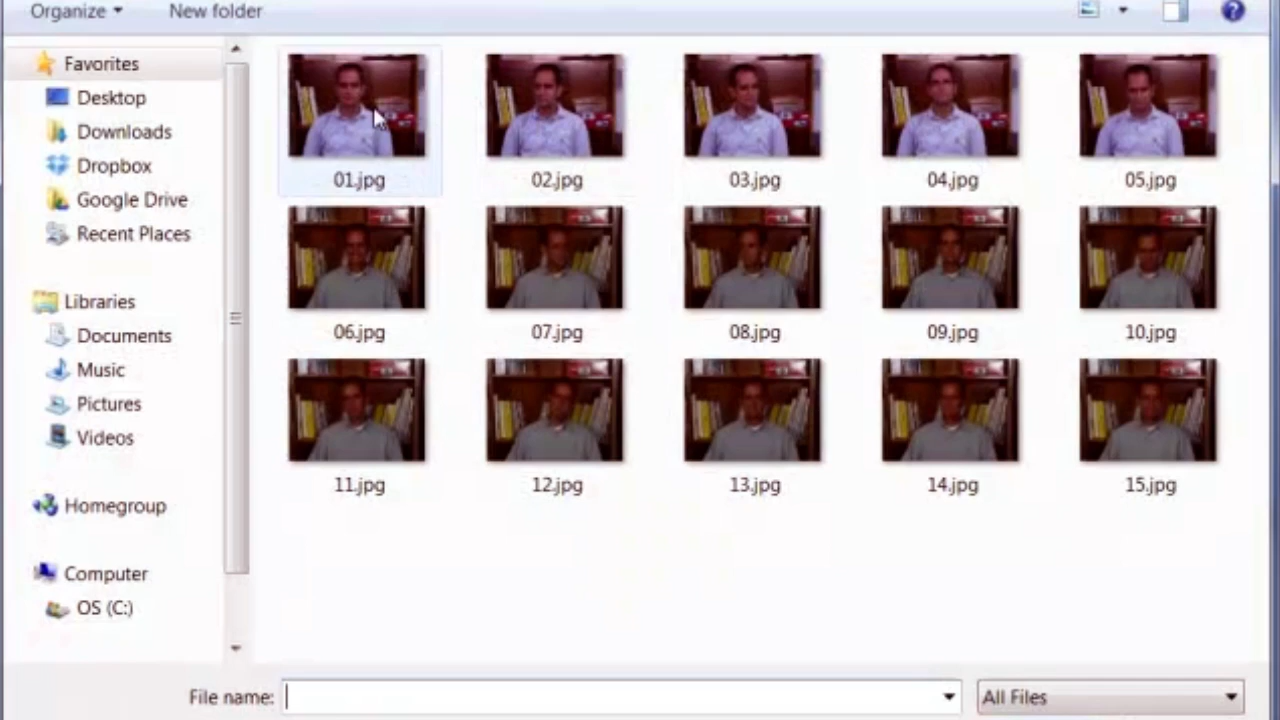 Organize
New folder
Favorites
Desktop
Downloads
Dropbox
Google Drive
Recent Places
Libraries
Documents
Music
Pictures
Videos
Homegroup
Computer
OS (C:)
01.jpg
02.jpg
03.jpg
04.jpg
05.jpg
06.jpg
07.jpg
08.jpg
09.jpg
10.jpg
11.jpg
12.jpg
13.jpg
14.jpg
15.jpg
File name:
All Files